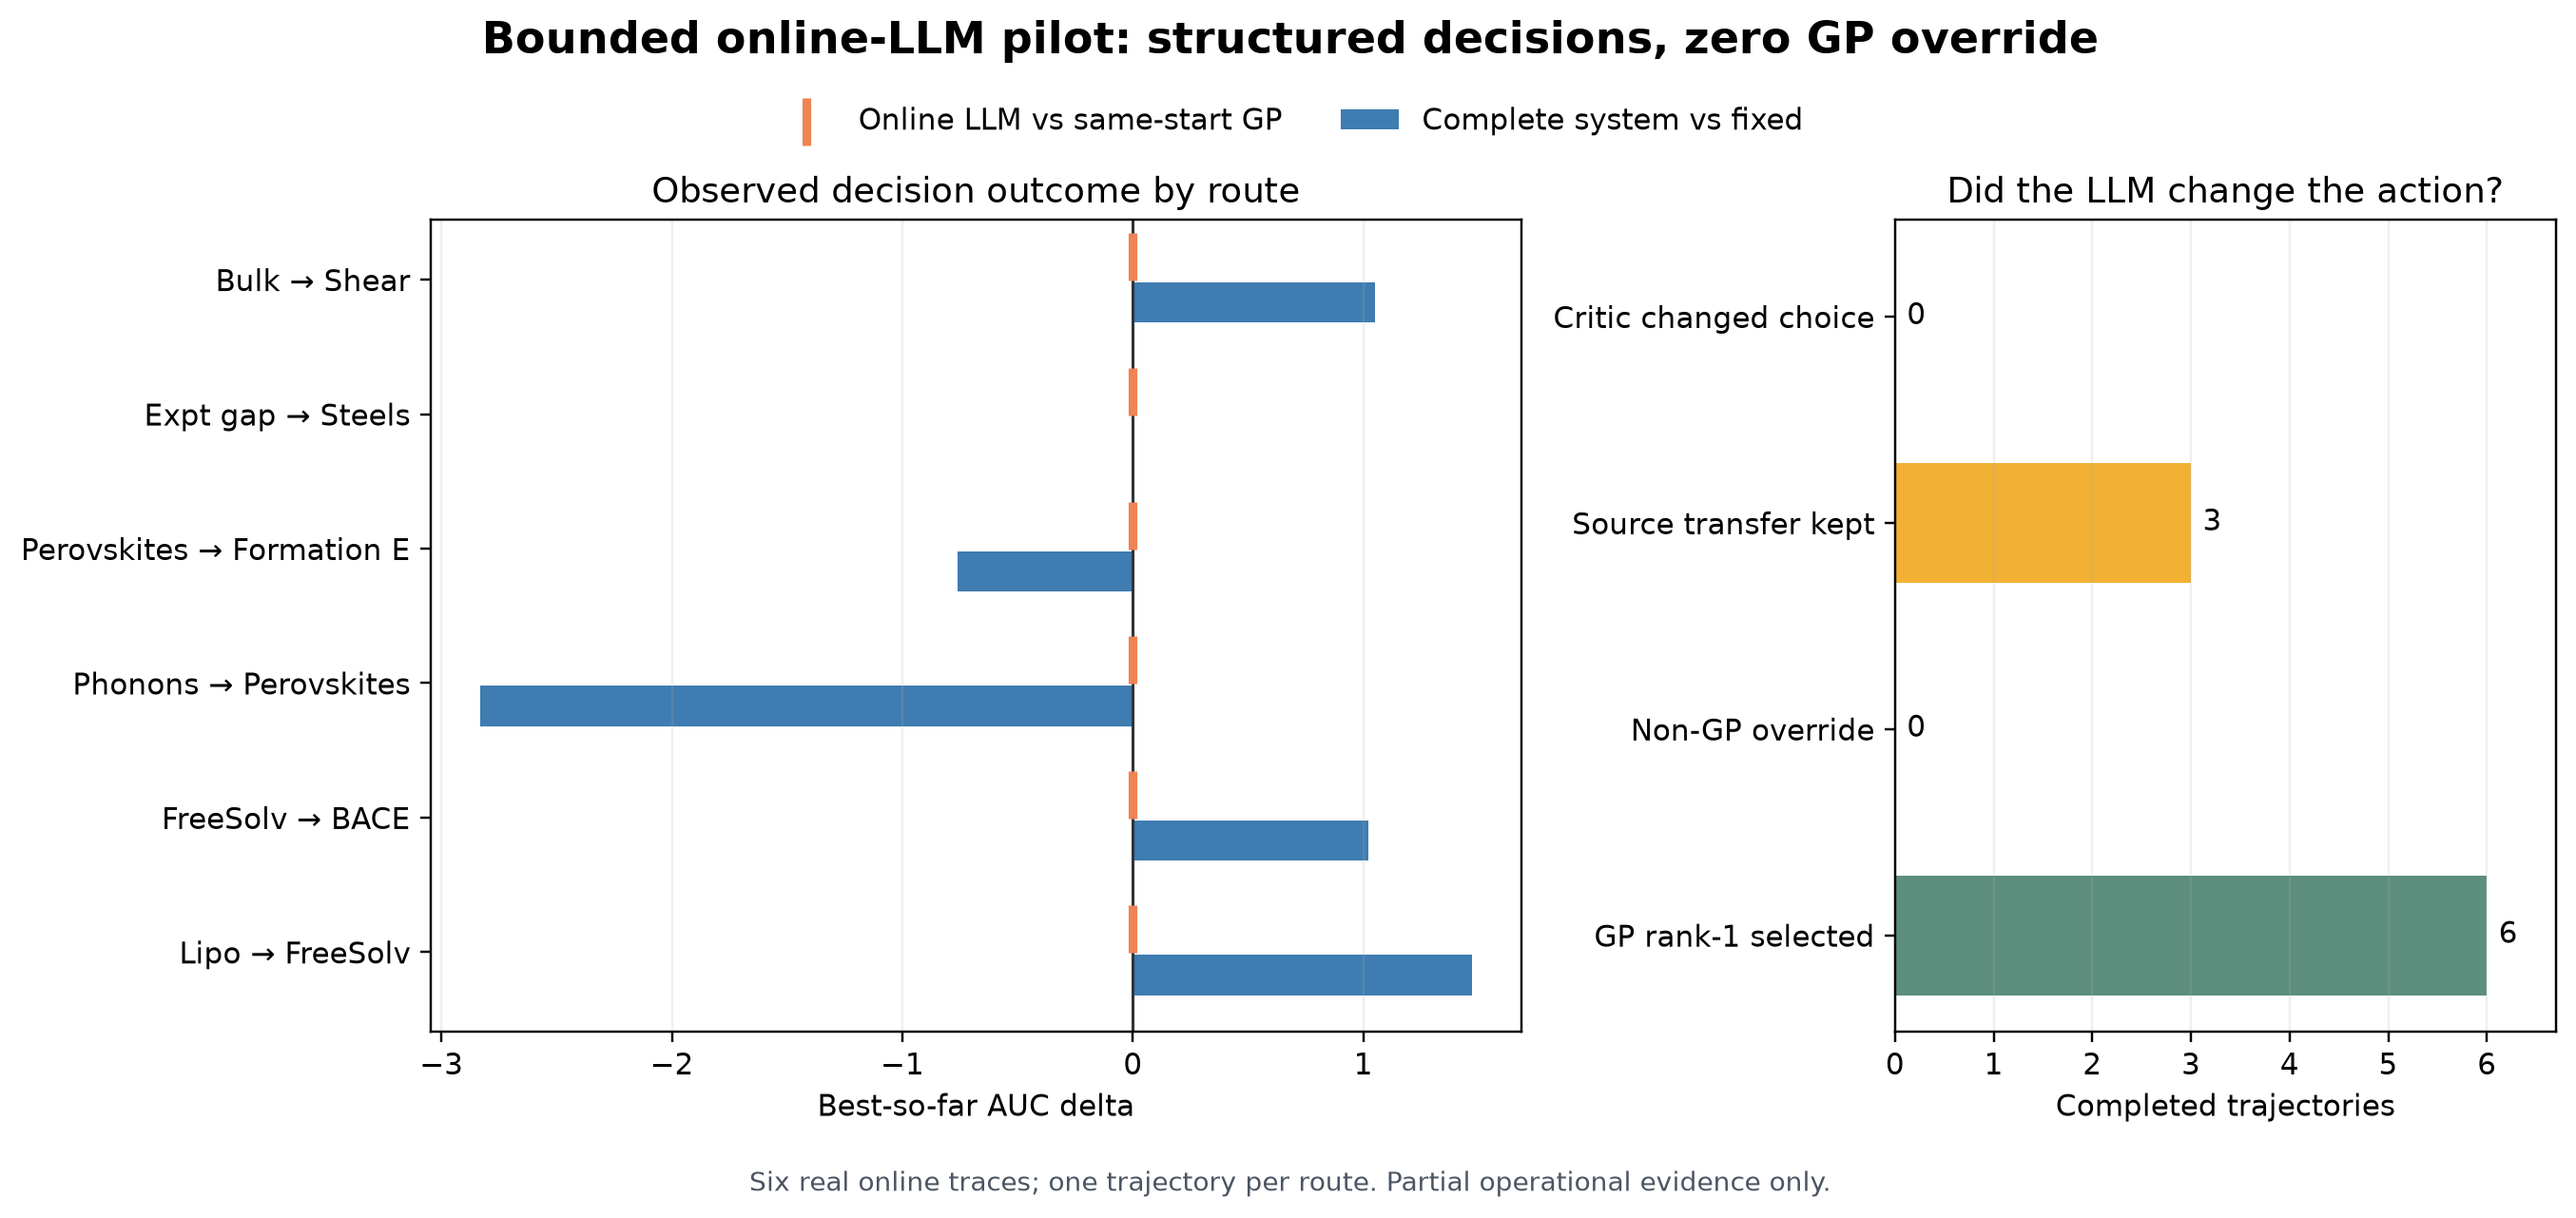 Bounded online-LLM pilot: structured decisions, zero GP override
Online LLM vs same-start GP
Complete system vs fixed
Observed decision outcome by route
Bulk → Shear
Expt gap → Steels
Perovskites → Formation E
Phonons → Perovskites
FreeSolv → BACE
Lipo → FreeSolv
−3 −2 −1 0 1
Best-so-far AUC delta
Did the LLM change the action?
Critic changed choice 0
Source transfer kept 3
Non-GP override 0
GP rank-1 selected 6
0 1 2 3 4 5 6
Completed trajectories
Six real online traces; one trajectory per route. Partial operational evidence only.